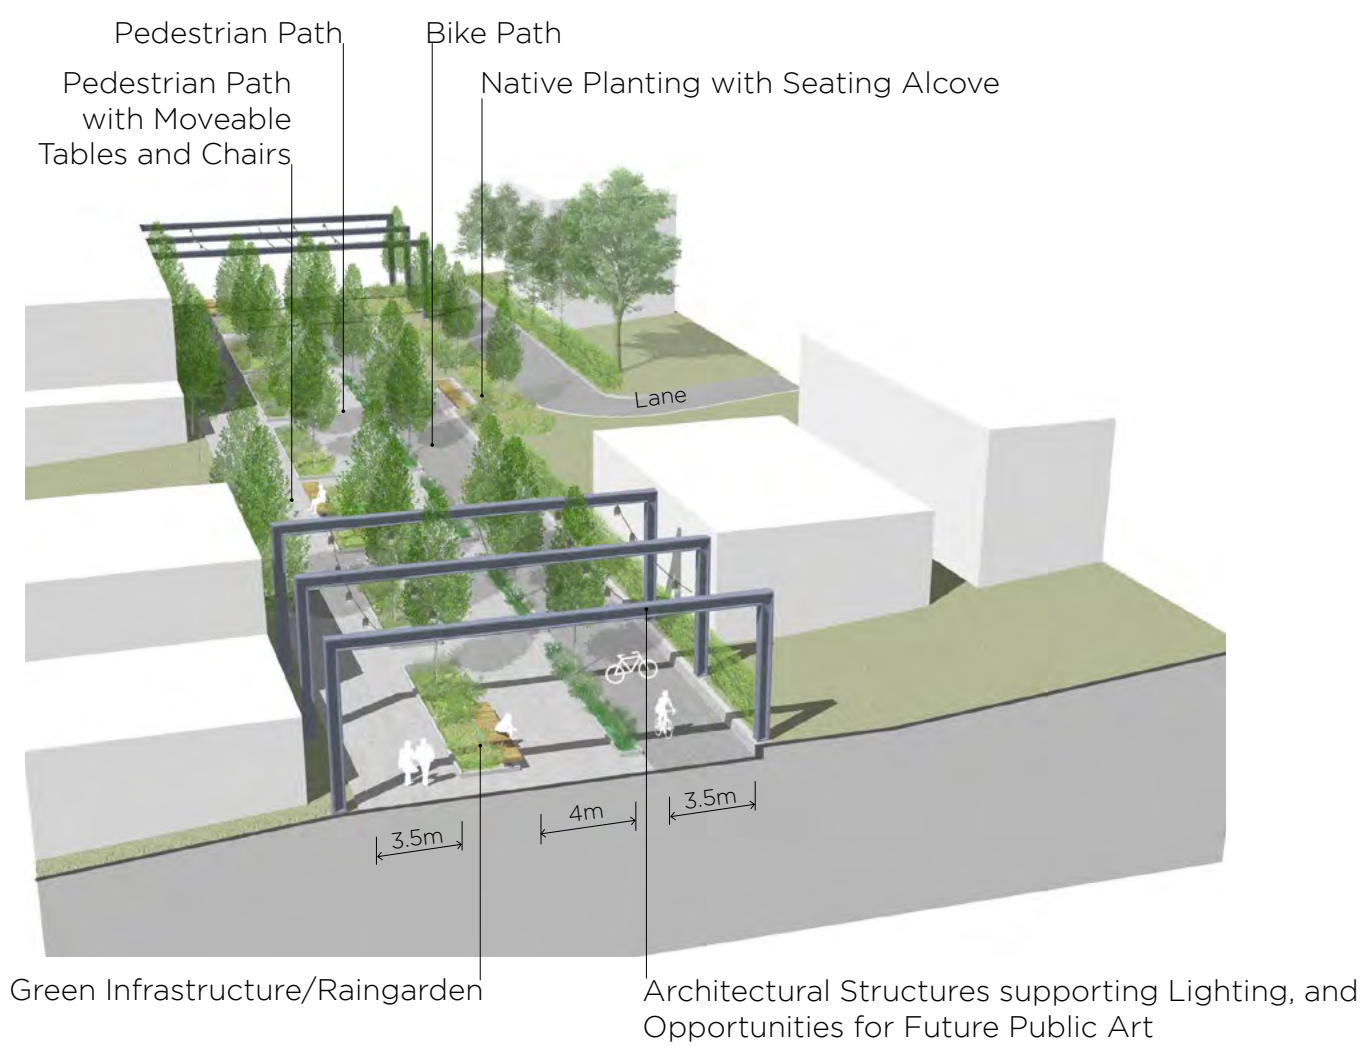 Pedestrian Path
Bike Path
Pedestrian Path
with Moveable
Tables and Chairs
Native Planting with Seating Alcove
Lane
3.5m
4m
3.5m
Green Infrastructure/Raingarden
Architectural Structures supporting Lighting, and
Opportunities for Future Public Art